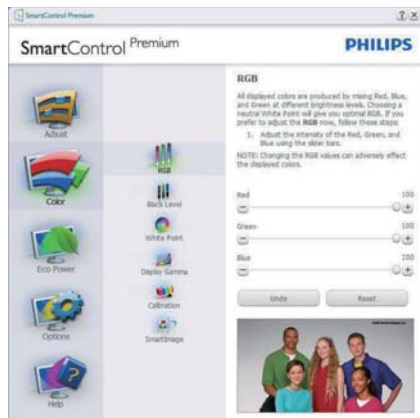 SmartControl Premium
SmartControl Premium
PHILIPS
Adjust
Color
Eco Power
Options
Help
RGB
Black Level
White Point
Display Gamma
Calibration
SmartImage
RGB
All displayed colors are produced by mixing Red, Blue,
and Green at different brightness levels. Choosing a
neutral White Point will give you optimal RGB. If you
prefer to adjust the RGB now, follow these steps:
1. Adjust the intensity of the Red, Green, and
Blue using the slider bars.
NOTE: Changing the RGB values can adversely effect
the displayed colors.
Red 100
Green 100
Blue 100
Undo Reset